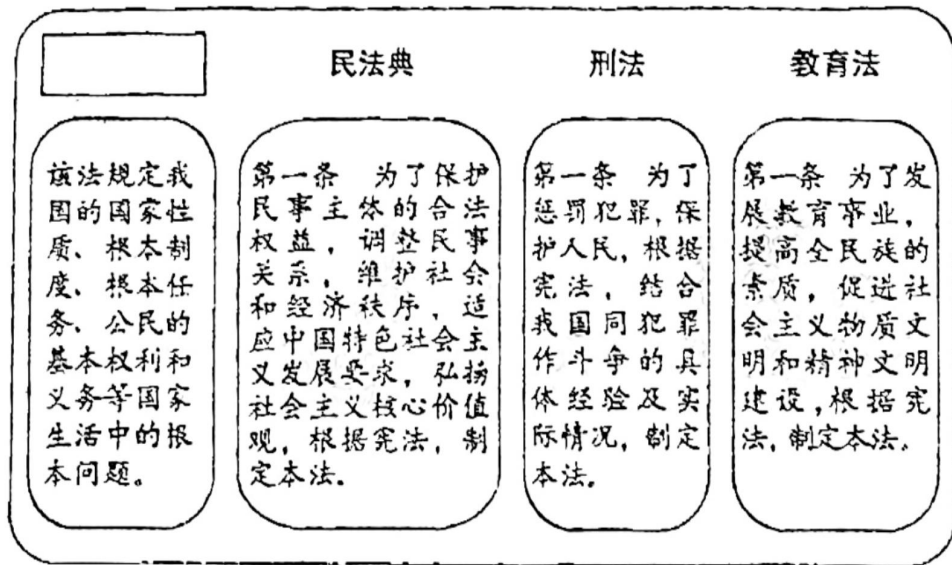 民法典
刑法
教育法
该法规定我
国的国家性
质、根本制
度、根本任
务、公民的
基本权利和
义务等国家
生活中的根
本问题。
第一条 为了保护
民事主体的合法
权益，调整民事
关系，维护社会
和经济秩序，适
应中国特色社会主
义发展要求，弘扬
社会主义核心价值
观，根据宪法，制
定本法。
第一条 为了
惩罚犯罪，保
护人民，根据
宪法，结合
我国同犯罪
作斗争的具
体经验及实
际情况，制定
本法。
第一条 为了发
展教育事业，
提高全民族的
素质，促进社
会主义物质文
明和精神文明
建设，根据宪
法，制定本法。